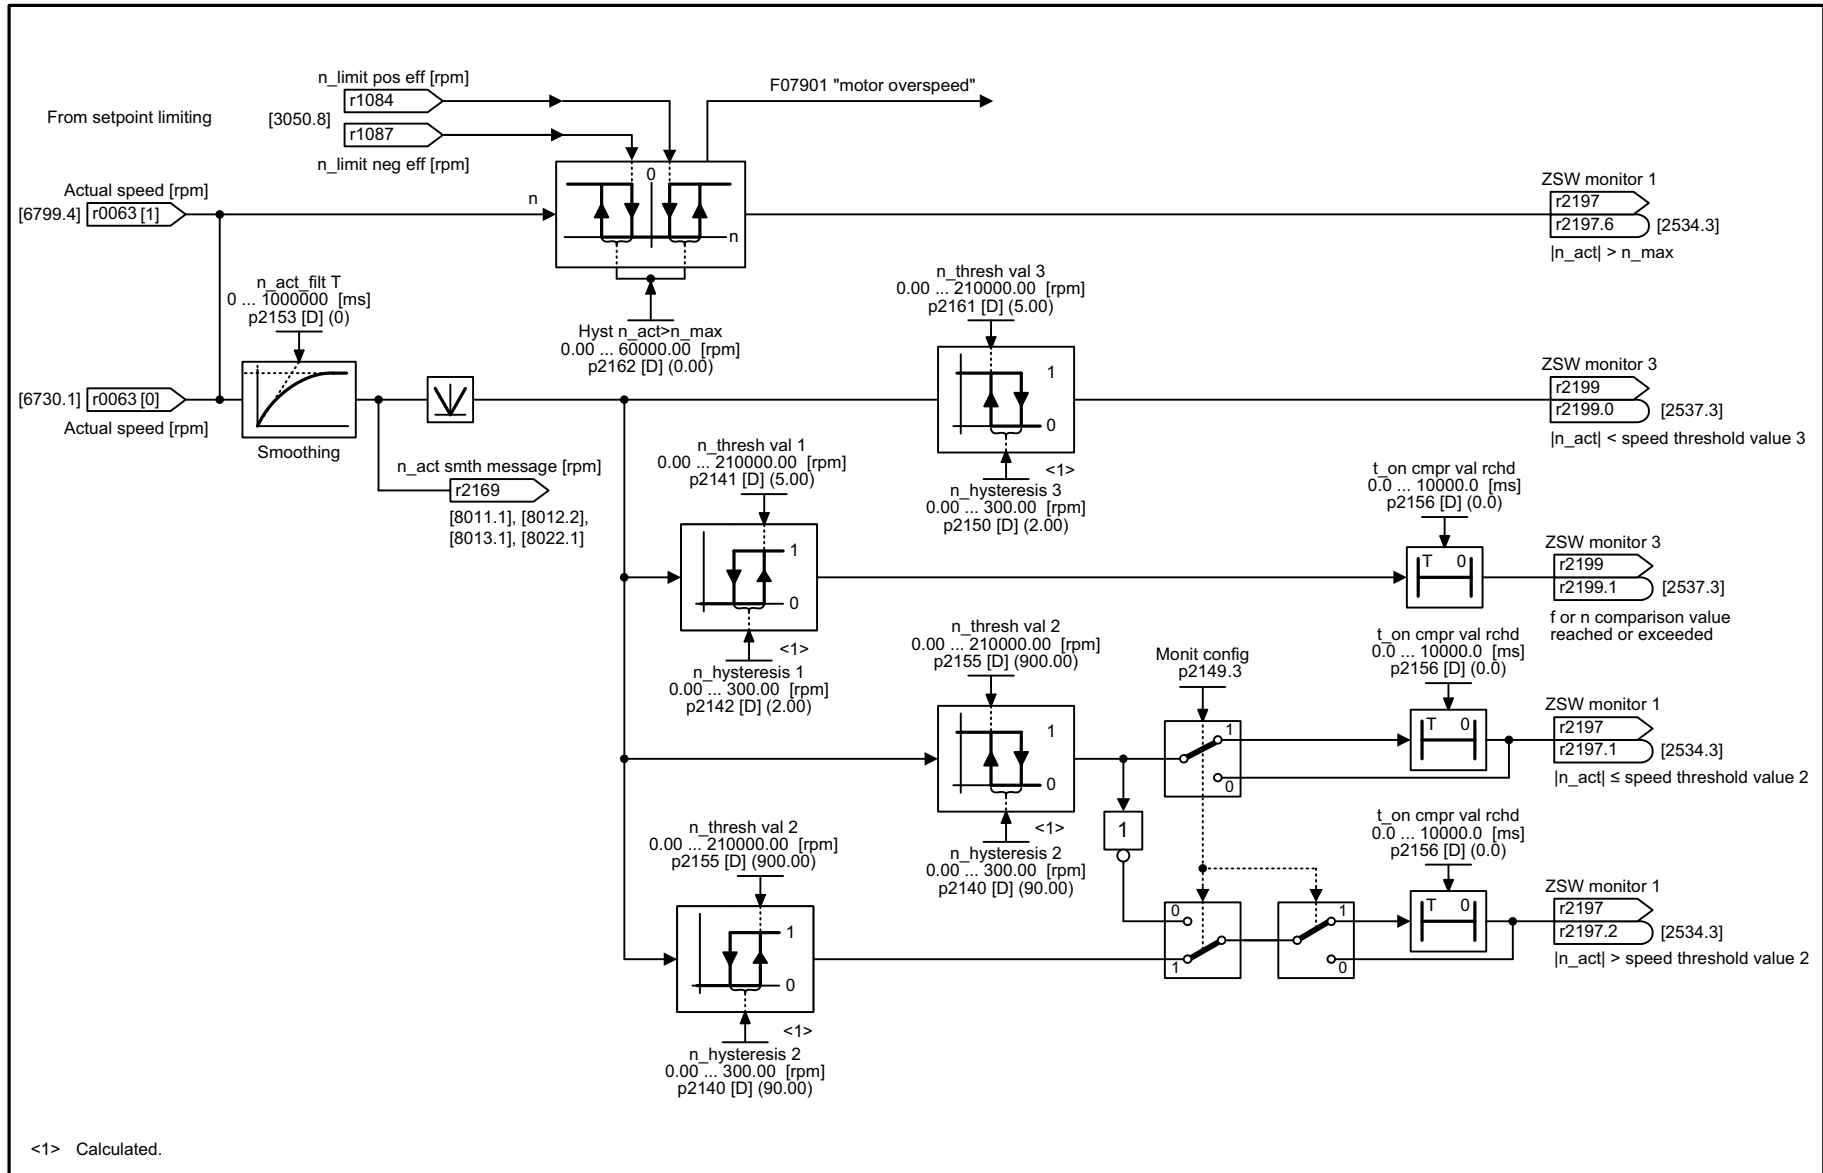 n_limit pos eff [rpm]
r1084
From setpoint limiting
[3050.8]
r1087
n_limit neg eff [rpm]
F07901 "motor overspeed"
Actual speed [rpm]
[6799.4]
r0063 [1]
n
0
n
ZSW monitor 1
r2197
r2197.6
[2534.3]
|n_act| > n_max
n_act_filt T
0 ... 1000000 [ms]
p2153 [D] (0)
Hyst n_act>n_max
0.00 ... 60000.00 [rpm]
p2162 [D] (0.00)
n_thresh val 3
0.00 ... 210000.00 [rpm]
p2161 [D] (5.00)
[6730.1]
r0063 [0]
Actual speed [rpm]
Smoothing
1
0
ZSW monitor 3
r2199
r2199.0
[2537.3]
|n_act| < speed threshold value 3
n_act smth message [rpm]
r2169
[8011.1], [8012.2],
[8013.1], [8022.1]
n_thresh val 1
0.00 ... 210000.00 [rpm]
p2141 [D] (5.00)
<1>
n_hysteresis 3
0.00 ... 300.00 [rpm]
p2150 [D] (2.00)
t_on cmpr val rchd
0.0 ... 10000.0 [ms]
p2156 [D] (0.0)
1
0
T 0
ZSW monitor 3
r2199
r2199.1
[2537.3]
f or n comparison value
reached or exceeded
<1>
n_hysteresis 1
0.00 ... 300.00 [rpm]
p2142 [D] (2.00)
n_thresh val 2
0.00 ... 210000.00 [rpm]
p2155 [D] (900.00)
Monit config
p2149.3
t_on cmpr val rchd
0.0 ... 10000.0 [ms]
p2156 [D] (0.0)
1
0
1
0
T 0
ZSW monitor 1
r2197
r2197.1
[2534.3]
|n_act| ≤ speed threshold value 2
1
<1>
n_hysteresis 2
0.00 ... 300.00 [rpm]
p2140 [D] (90.00)
n_thresh val 2
0.00 ... 210000.00 [rpm]
p2155 [D] (900.00)
t_on cmpr val rchd
0.0 ... 10000.0 [ms]
p2156 [D] (0.0)
1
0
0
1
1
0
T 0
ZSW monitor 1
r2197
r2197.2
[2534.3]
|n_act| > speed threshold value 2
<1>
n_hysteresis 2
0.00 ... 300.00 [rpm]
p2140 [D] (90.00)
<1> Calculated.